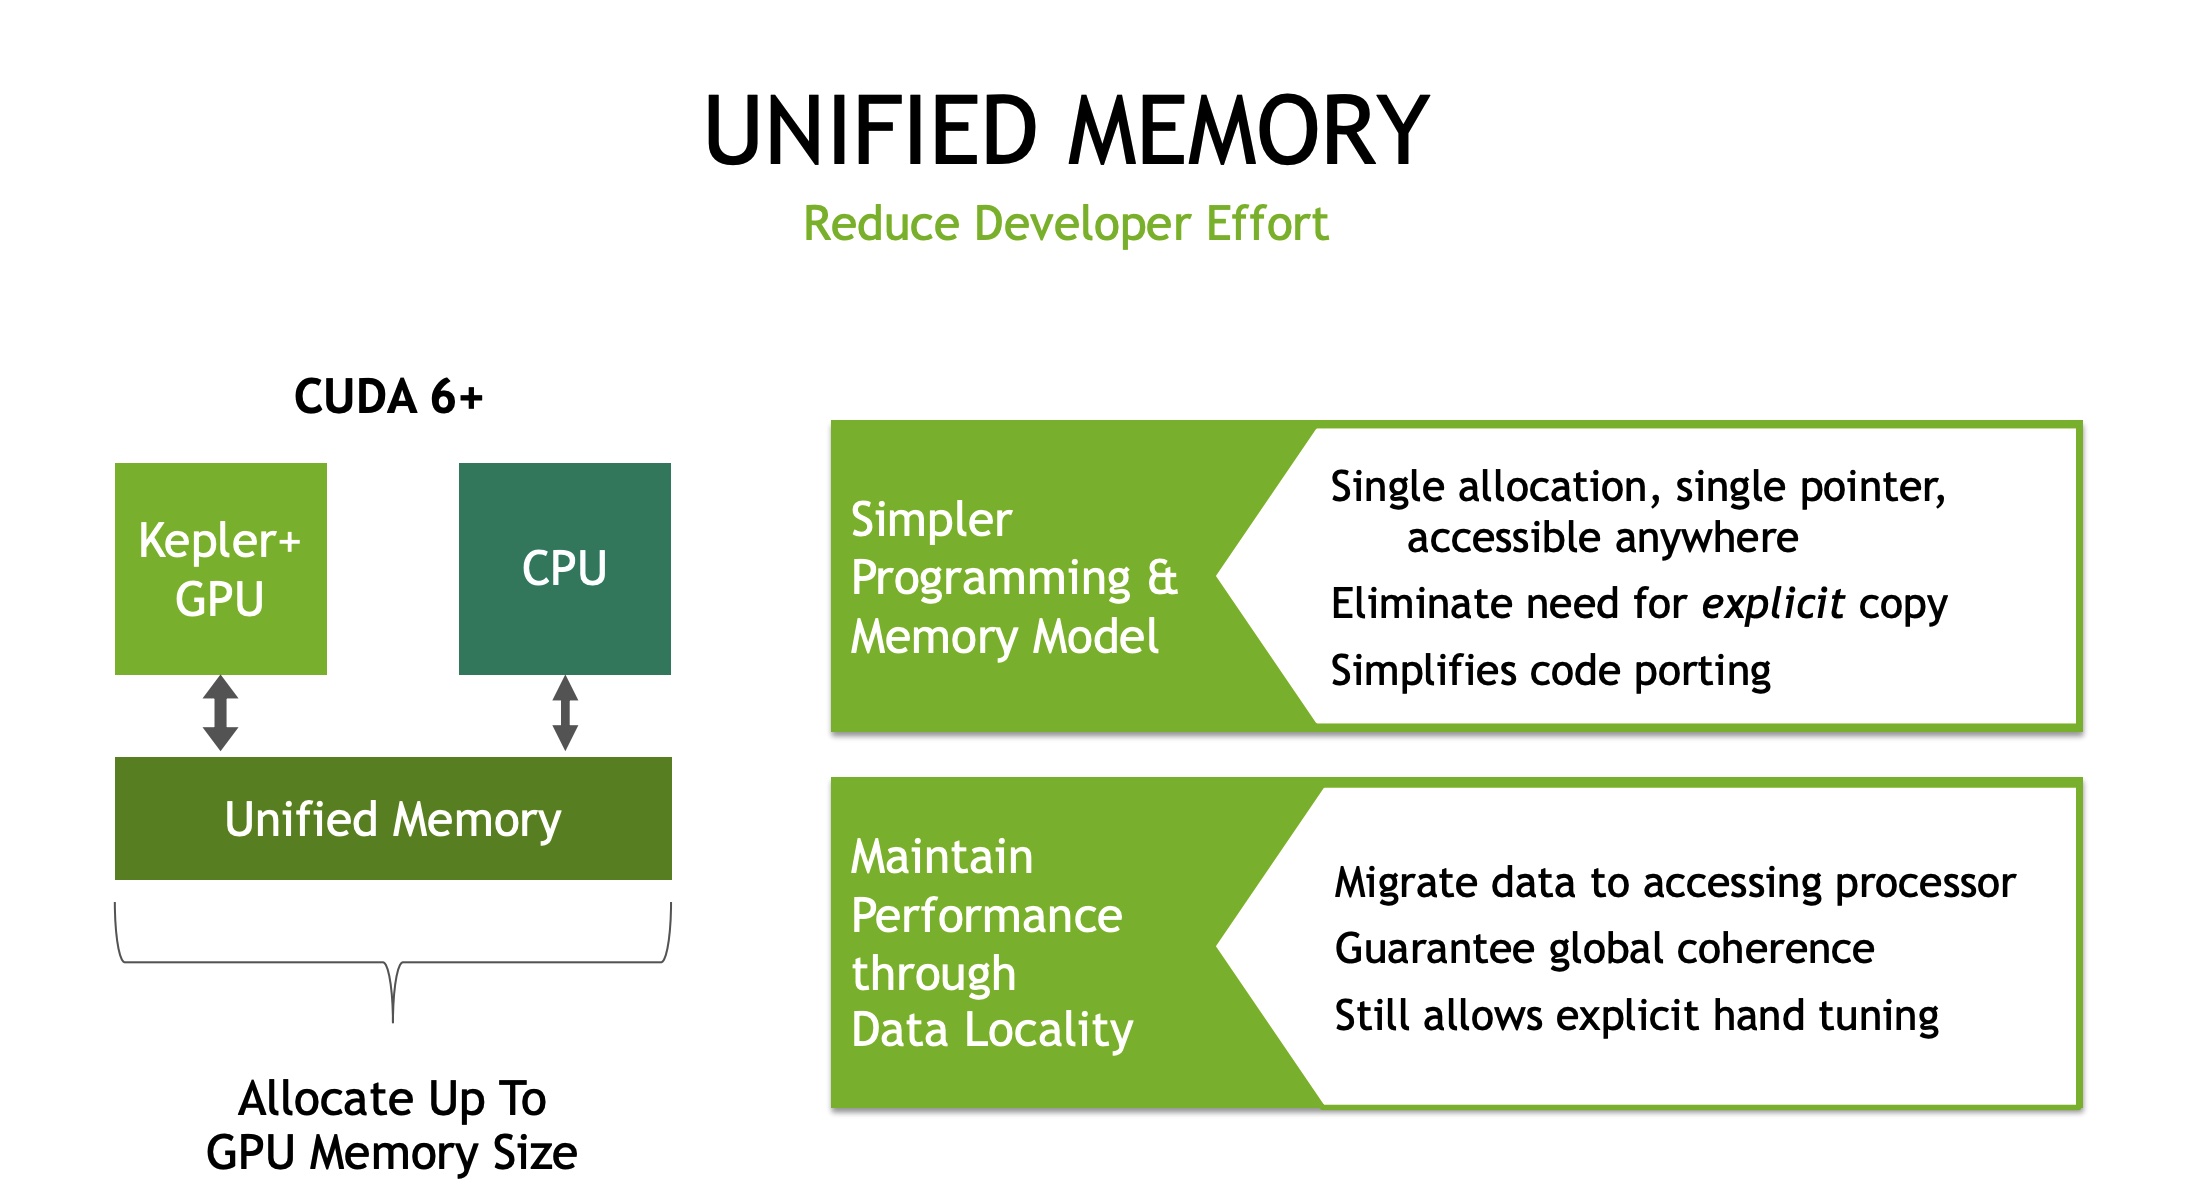 UNIFIED MEMORY
Reduce Developer Effort
CUDA 6+
Kepler+
GPU
CPU
Unified Memory
Allocate Up To
GPU Memory Size
Simpler
Programming &
Memory Model
Single allocation, single pointer,
accessible anywhere
Eliminate need for explicit copy
Simplifies code porting
Maintain
Performance
through
Data Locality
Migrate data to accessing processor
Guarantee global coherence
Still allows explicit hand tuning